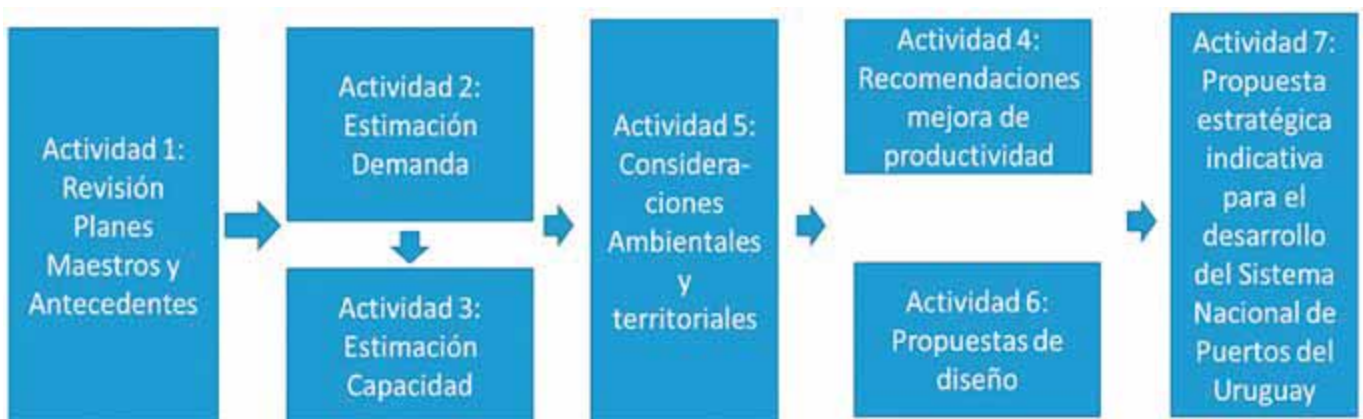 Actividad 1:
Revisión
Planes
Maestros y
Antecedentes
Actividad 2:
Estimación
Demanda
Actividad 3:
Estimación
Capacidad
Actividad 5:
Considera-
ciones
Ambientales
y
territoriales
Actividad 4:
Recomendaciones
mejora de
productividad
Actividad 6:
Propuestas de
diseño
Actividad 7:
Propuesta
estratégica
indicativa
para el
desarrollo
del Sistema
Nacional de
Puertos del
Uruguay